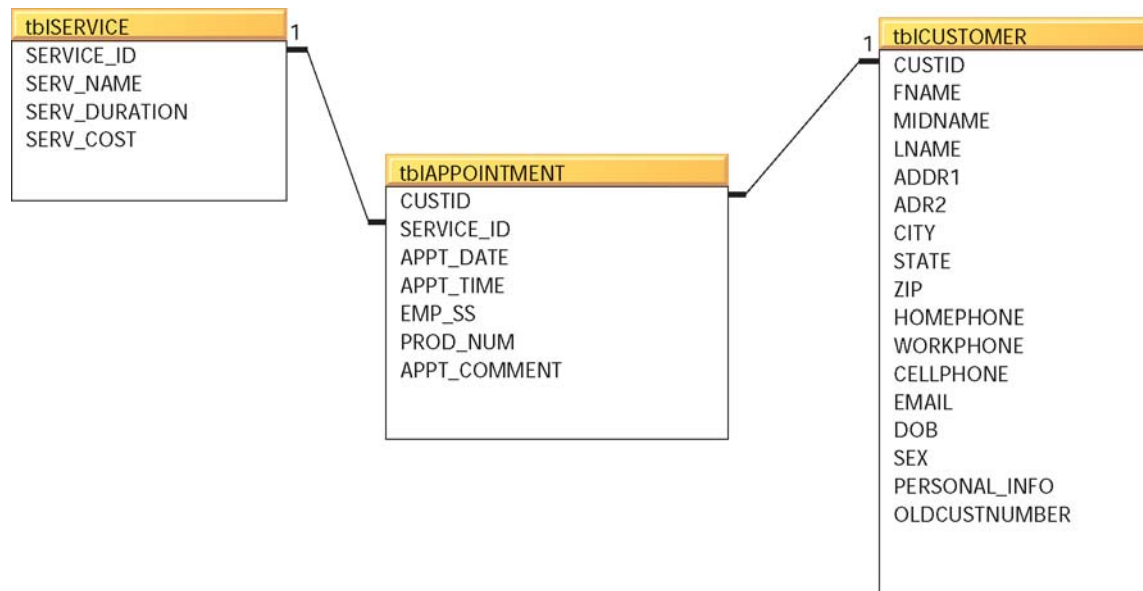 tblSERVICE
SERVICE_ID
SERV_NAME
SERV_DURATION
SERV_COST
1
tblAPPOINTMENT
CUSTID
SERVICE_ID
APPT_DATE
APPT_TIME
EMP_SS
PROD_NUM
APPT_COMMENT
1
tblCUSTOMER
CUSTID
FNAME
MIDNAME
LNAME
ADDR1
ADR2
CITY
STATE
ZIP
HOMEPHONE
WORKPHONE
CELLPHONE
EMAIL
DOB
SEX
PERSONAL_INFO
OLDCUSTNUMBER